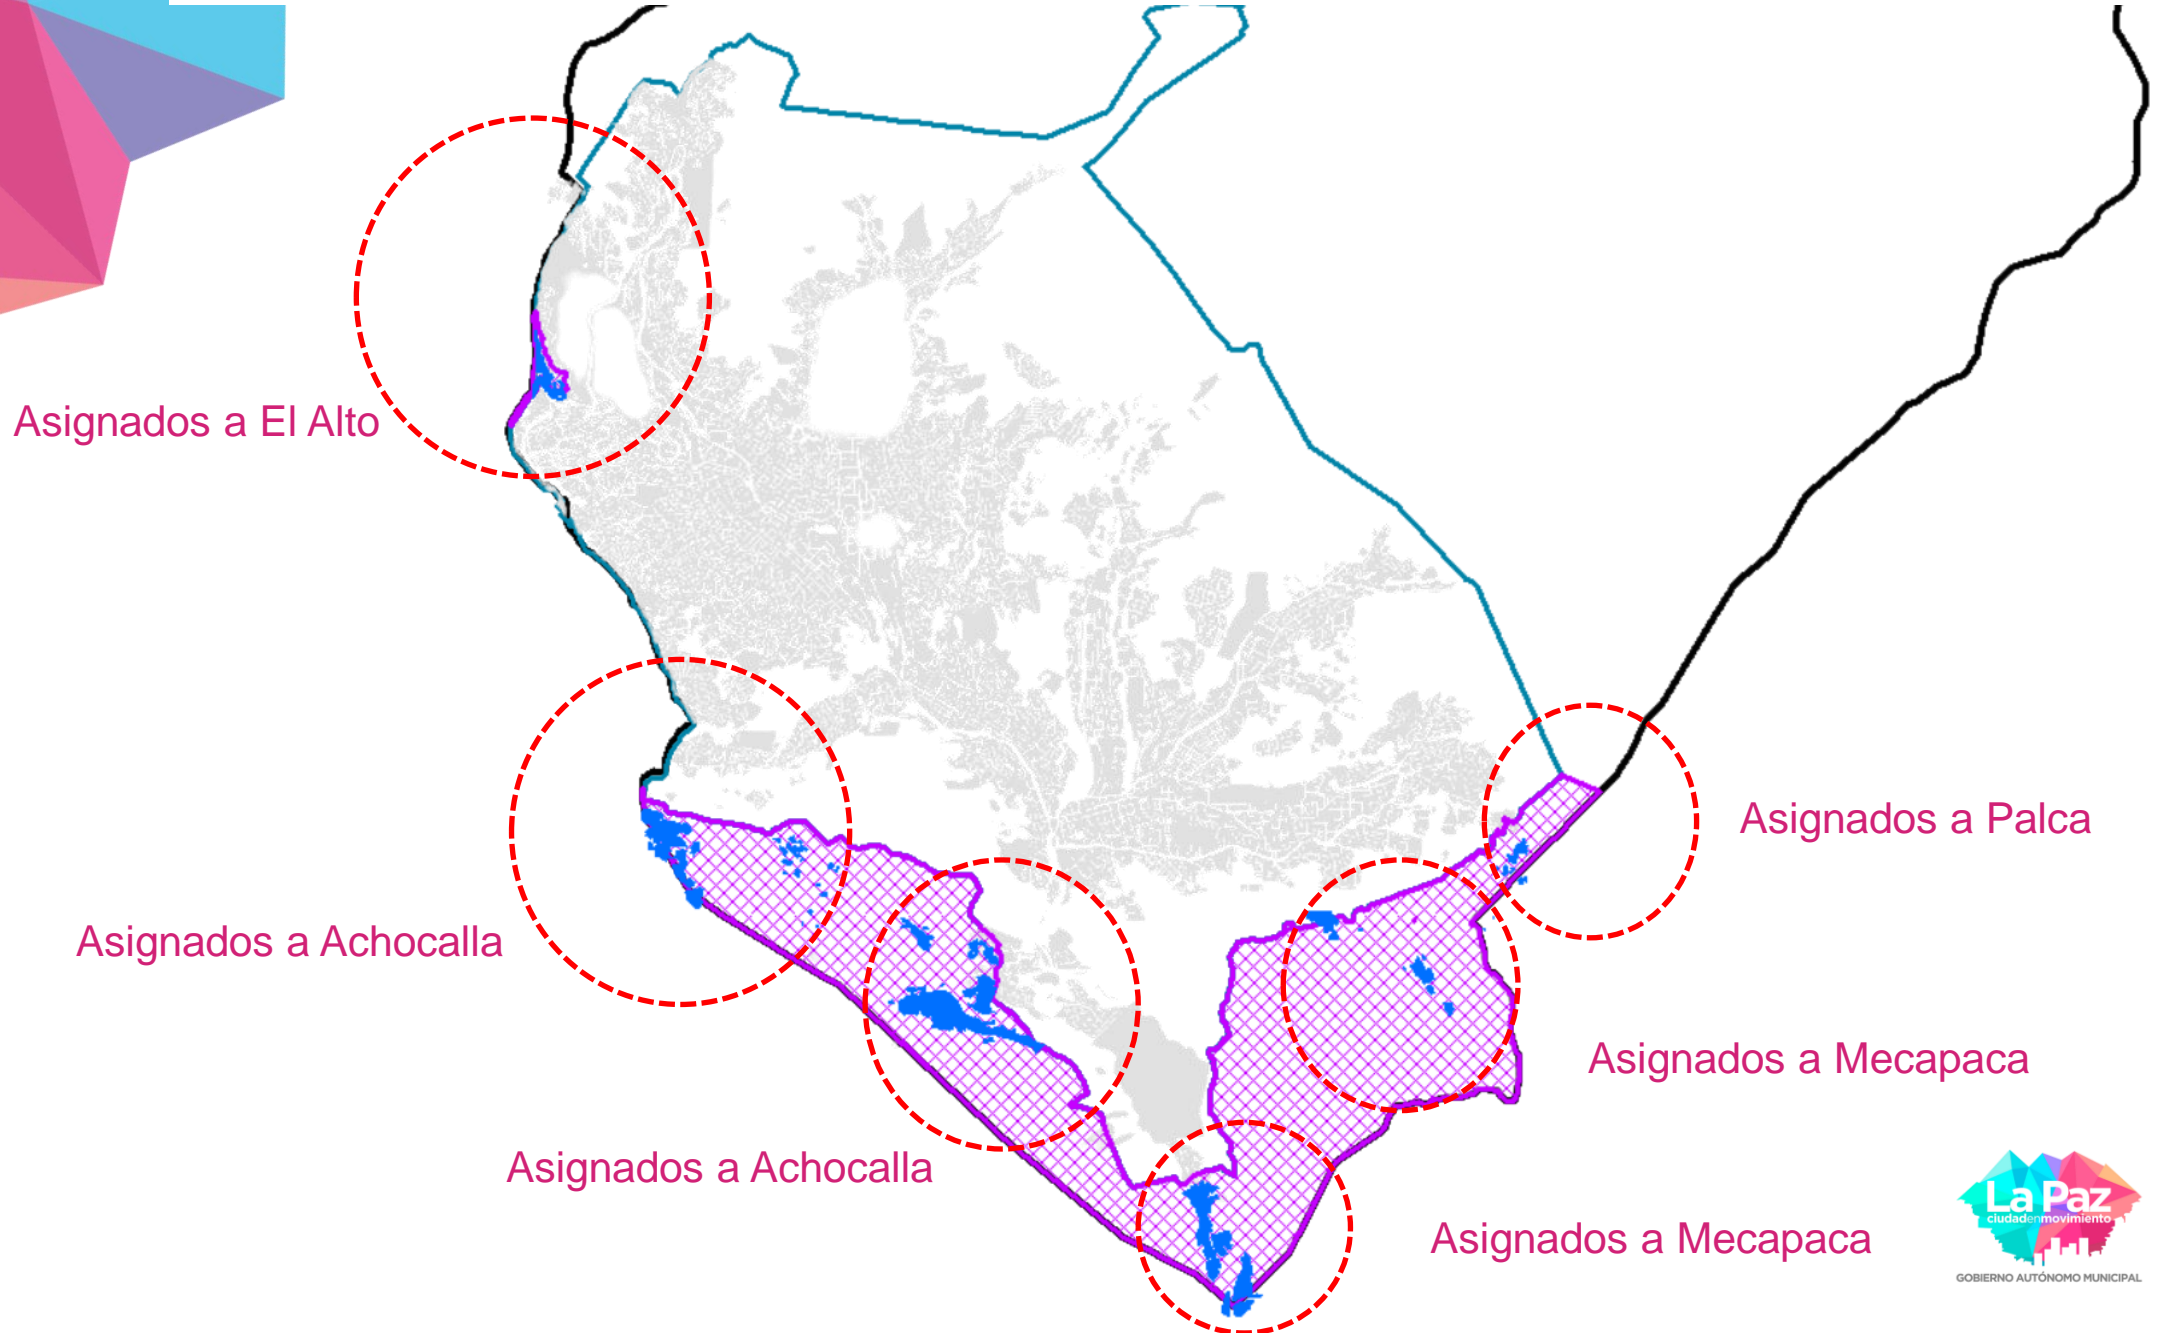 Asignados a El Alto
Asignados a Palca
Asignados a Achocalla
Asignados a Mecapaca
Asignados a Achocalla
Asignados a Mecapaca
La Paz
ciudadenmovimiento
GOBIERNO AUTÓNOMO MUNICIPAL